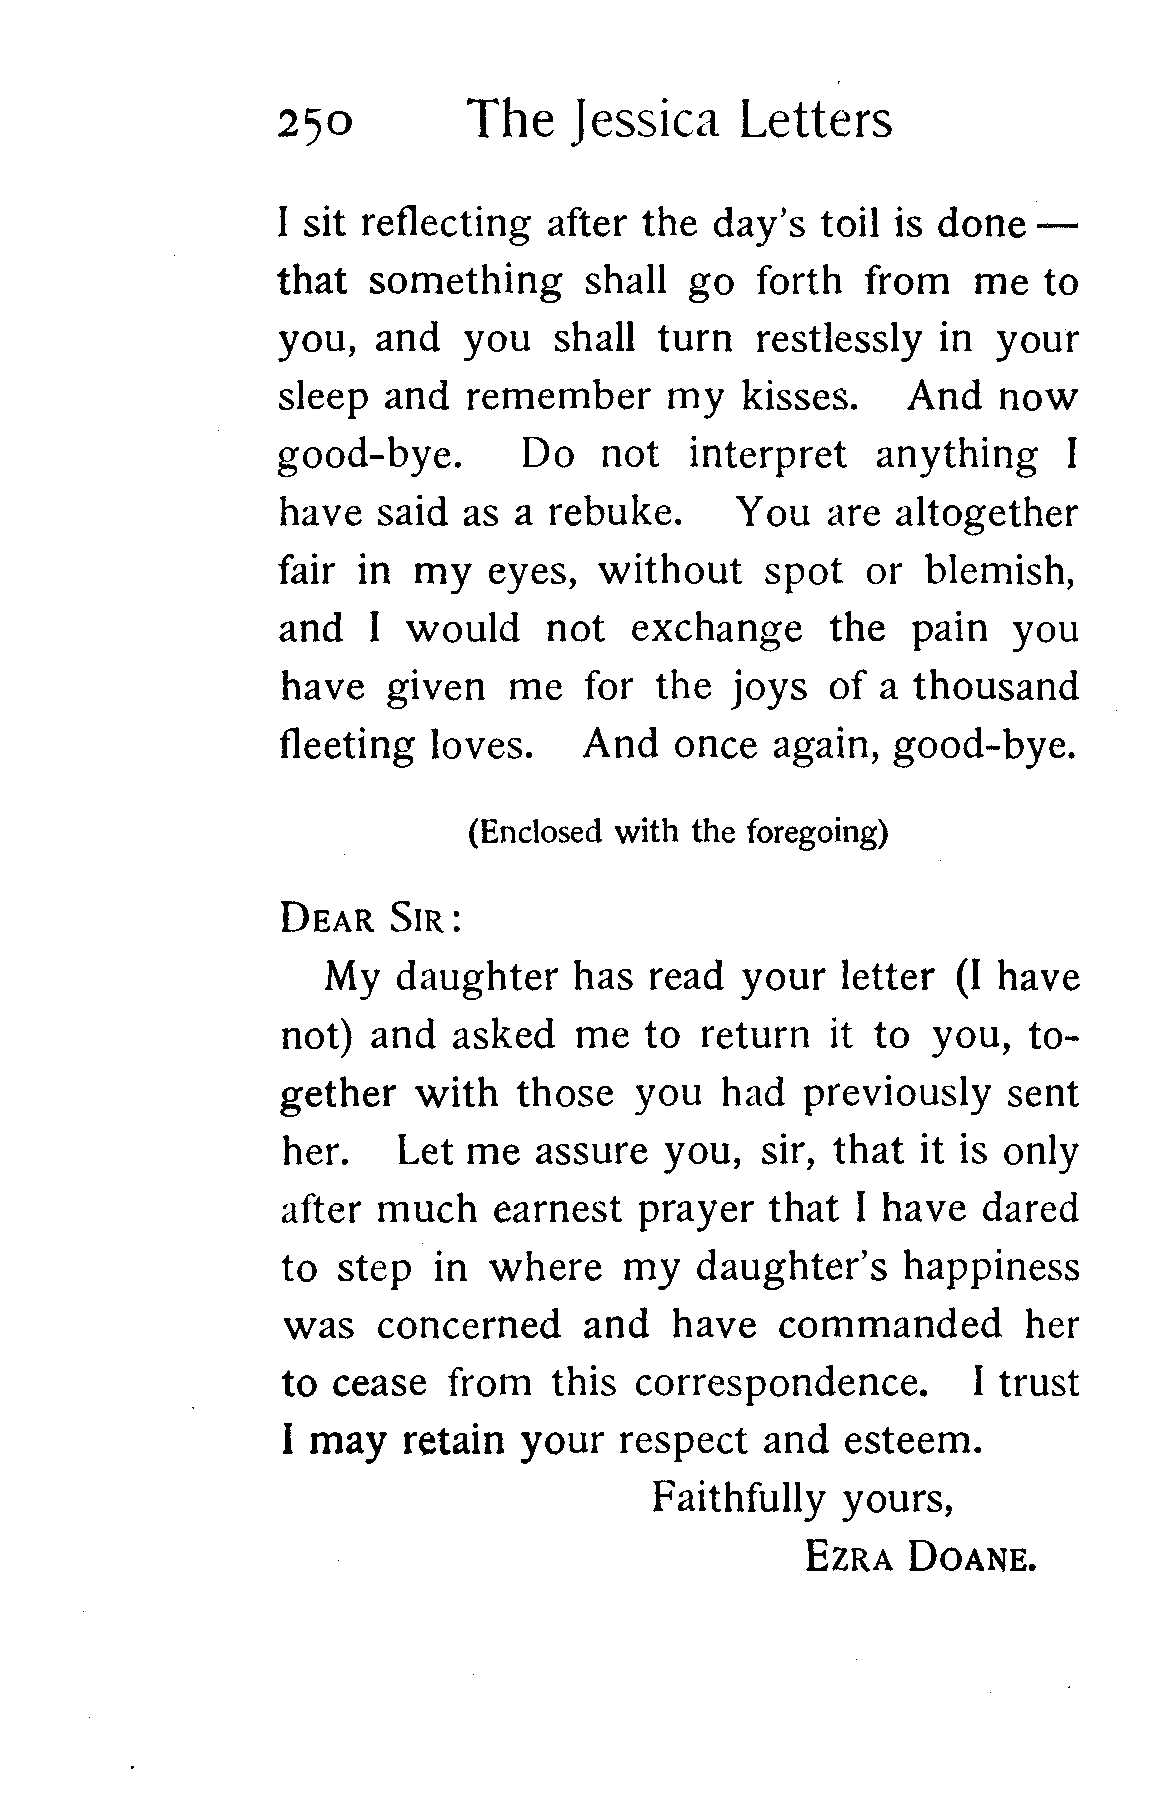 250 The Jessica Letters
I sit reflecting after the day's toil is done —
that something shall go forth from me to
you, and you shall turn restlessly in your
sleep and remember my kisses. And now
good-bye. Do not interpret anything I
have said as a rebuke. You are altogether
fair in my eyes, without spot or blemish,
and I would not exchange the pain you
have given me for the joys of a thousand
fleeting loves. And once again, good-bye.
(Enclosed with the foregoing)
DEAR SIR:
My daughter has read your letter (I have
not) and asked me to return it to you, to-
gether with those you had previously sent
her. Let me assure you, sir, that it is only
after much earnest prayer that I have dared
to step in where my daughter's happiness
was concerned and have commanded her
to cease from this correspondence. I trust
I may retain your respect and esteem.
Faithfully yours,
EZRA DOANE.